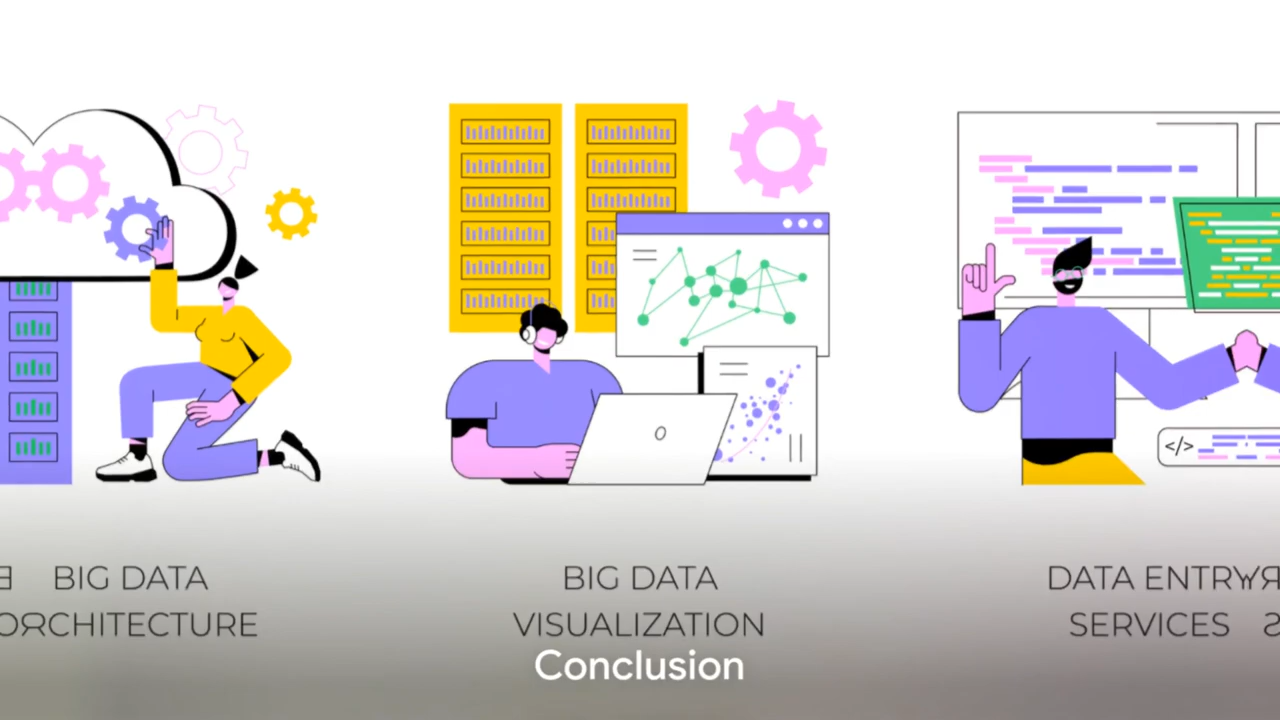 BIG DATA
ARCHITECTURE
BIG DATA
VISUALIZATION
DATA ENTRY
SERVICES
</>
Conclusion